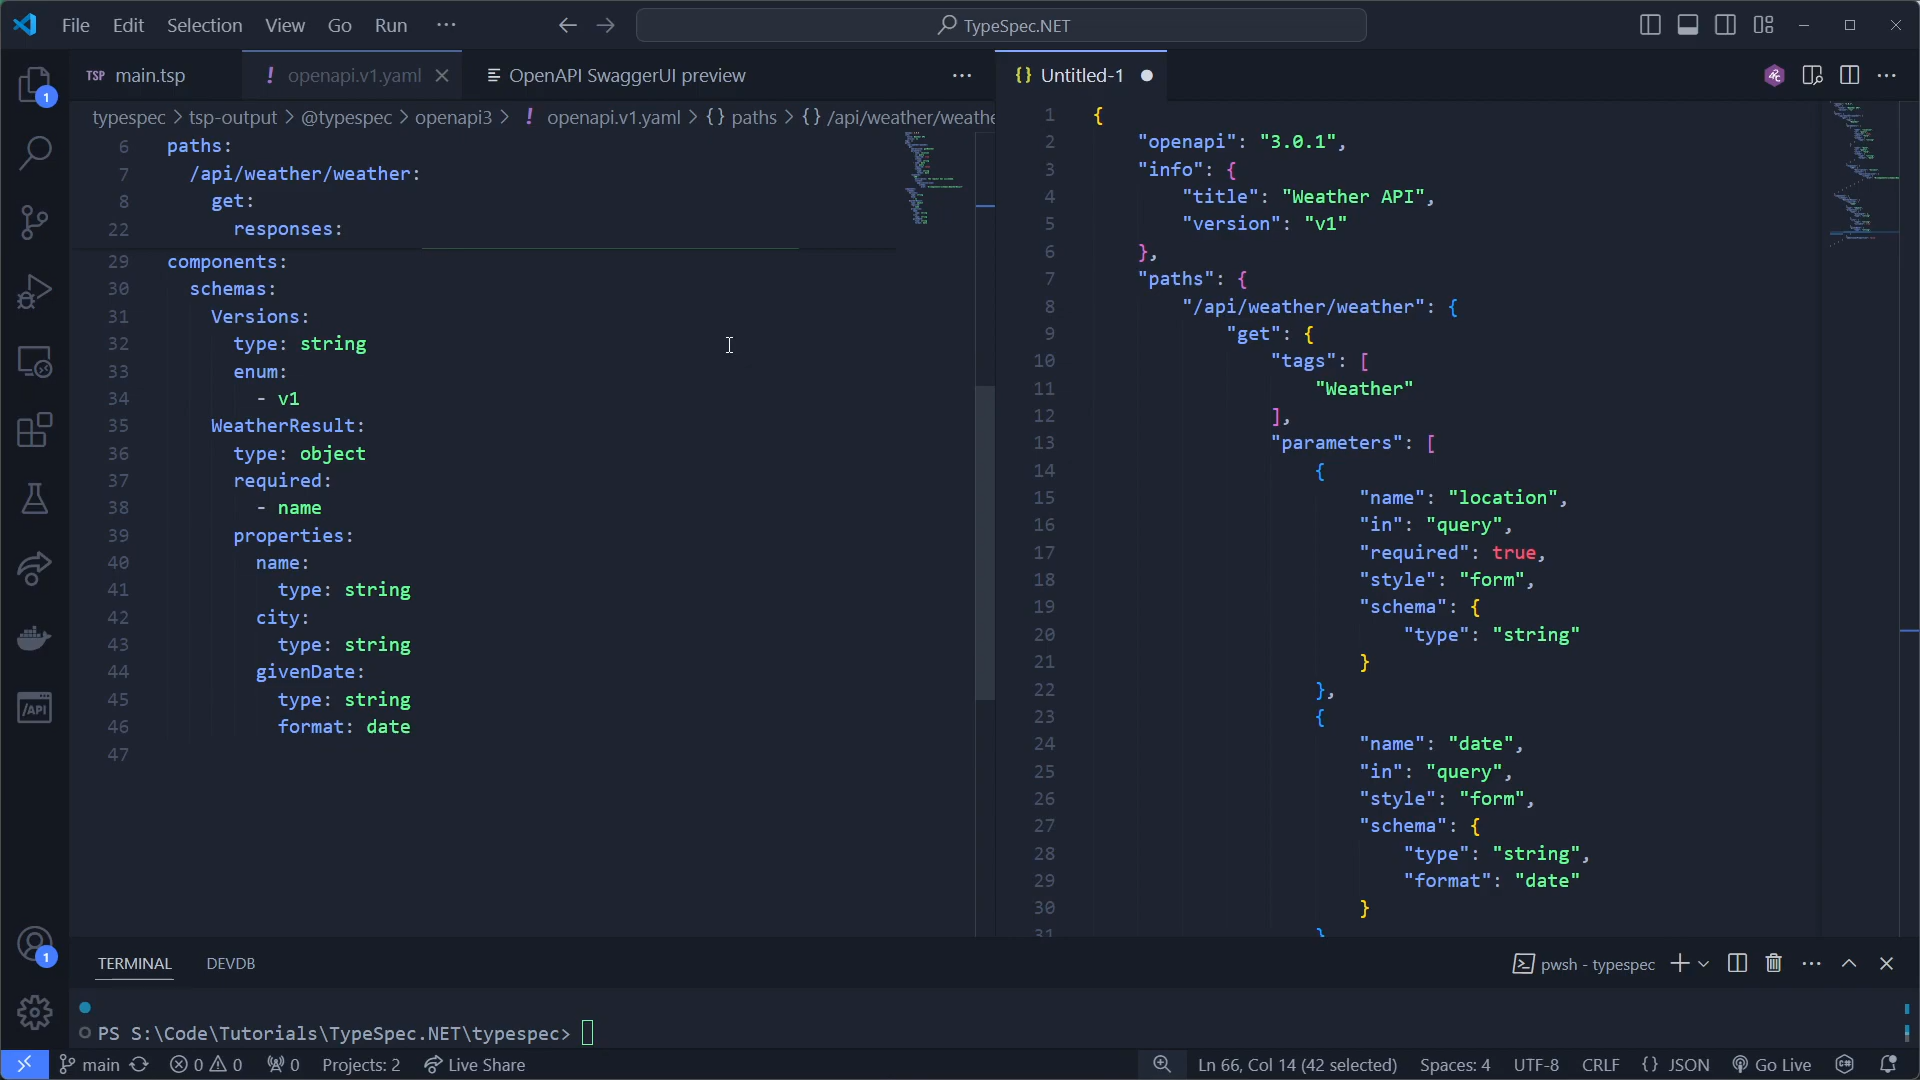 File Edit Selection View Go Run ···
TypeSpec.NET
TSP main.tsp
! openapi.v1.yaml
OpenAPI SwaggerUI preview
{} Untitled-1
typespec > tsp-output > @typespec > openapi3 > ! openapi.v1.yaml > {} paths > {} /api/weather/weathe
6 paths:
7 /api/weather/weather:
8 get:
22 responses:
29 components:
30 schemas:
31 Versions:
32 type: string
33 enum:
34 - v1
35 WeatherResult:
36 type: object
37 required:
38 - name
39 properties:
40 name:
41 type: string
42 city:
43 type: string
44 givenDate:
45 type: string
46 format: date
47
1 {
2 "openapi": "3.0.1",
3 "info": {
4 "title": "Weather API",
5 "version": "v1"
6 },
7 "paths": {
8 "/api/weather/weather": {
9 "get": {
10 "tags": [
11 "Weather"
12 ],
13 "parameters": [
14 {
15 "name": "location",
16 "in": "query",
17 "required": true,
18 "style": "form",
19 "schema": {
20 "type": "string"
21 }
22 },
23 {
24 "name": "date",
25 "in": "query",
26 "style": "form",
27 "schema": {
28 "type": "string",
29 "format": "date"
30 }
31 }
1
/API
1
TERMINAL DEVDB
pwsh - typespec
PS S:\Code\Tutorials\TypeSpec.NET\typespec>
main 0 0 0 Projects: 2 Live Share
Ln 66, Col 14 (42 selected) Spaces: 4 UTF-8 CRLF {} JSON Go Live